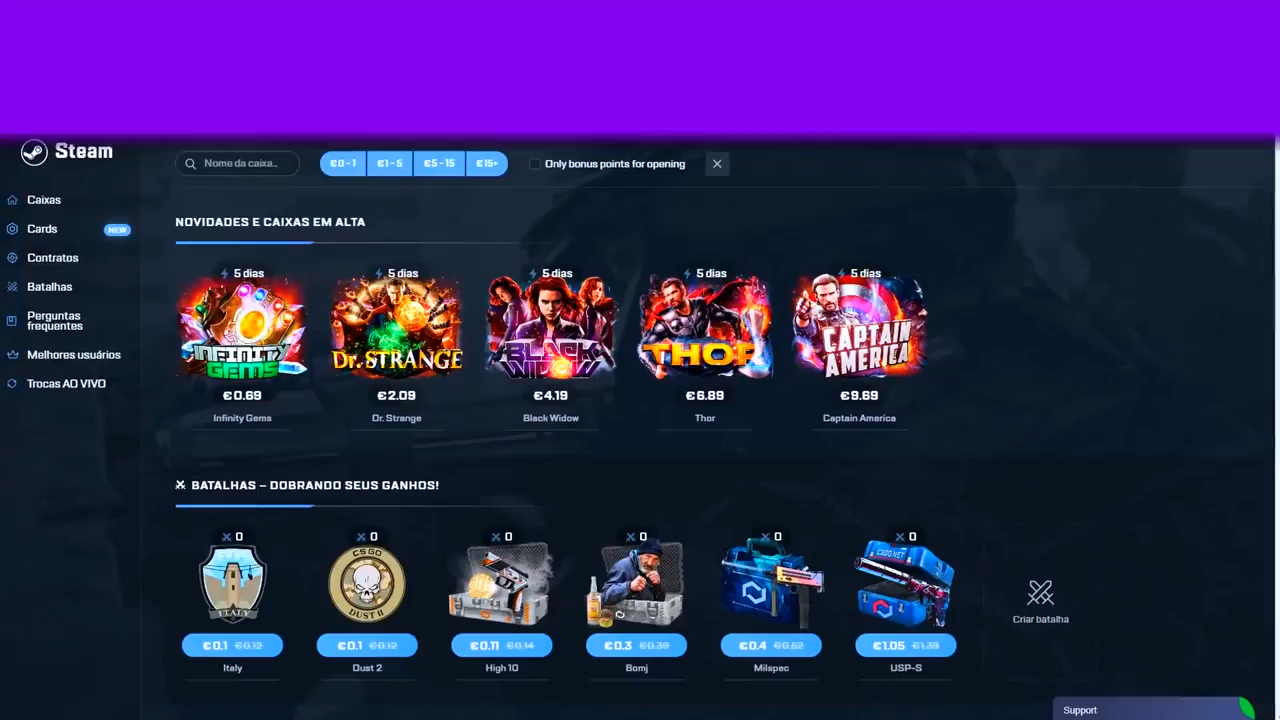 Steam
Nome da caixa...
€0 - 1
€1 - 5
€5 - 15
€15+
Only bonus points for opening
Caixas
Cards
NEW
Contratos
Batalhas
Perguntas
frequentes
Melhores usuários
Trocas AO VIVO
NOVIDADES E CAIXAS EM ALTA
5 dias
5 dias
5 dias
5 dias
5 dias
INFINITY
GEMS
Dr. STRANGE
BLACK
WIDOW
THOR
CAPTAIN
AMERICA
€0.69
€2.09
€4.19
€6.89
€9.69
Infinity Gems
Dr. Strange
Black Widow
Thor
Captain America
BATALHAS – DOBRANDO SEUS GANHOS!
0
0
0
0
0
0
ITALY
CSGO
DUST II
CSGO.NET
Criar batalha
€0.1 €0.12
€0.1 €0.12
€0.11 €0.14
€0.3 €0.39
€0.4 €0.52
€1.05 €1.39
Italy
Dust 2
High 10
Bomj
Milspec
USP-S
Support